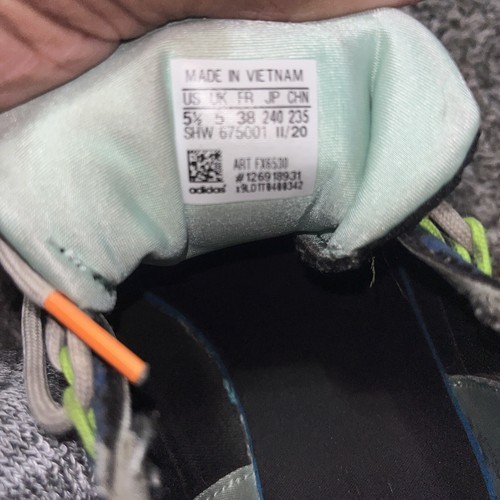 MADE IN VIETNAM
US UK FR JP CHN
5½ 5 38 240 235
SHW 675001 11/20
ART FX6530
#126918931
adidas